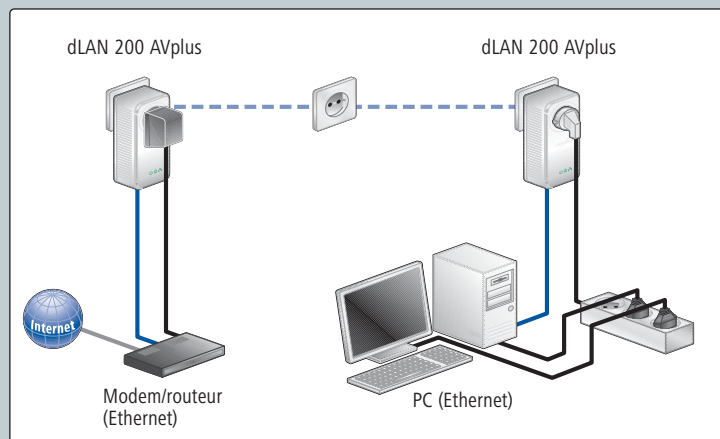 dLAN 200 AVplus
dLAN 200 AVplus
Internet
Modem/routeur
(Ethernet)
PC (Ethernet)